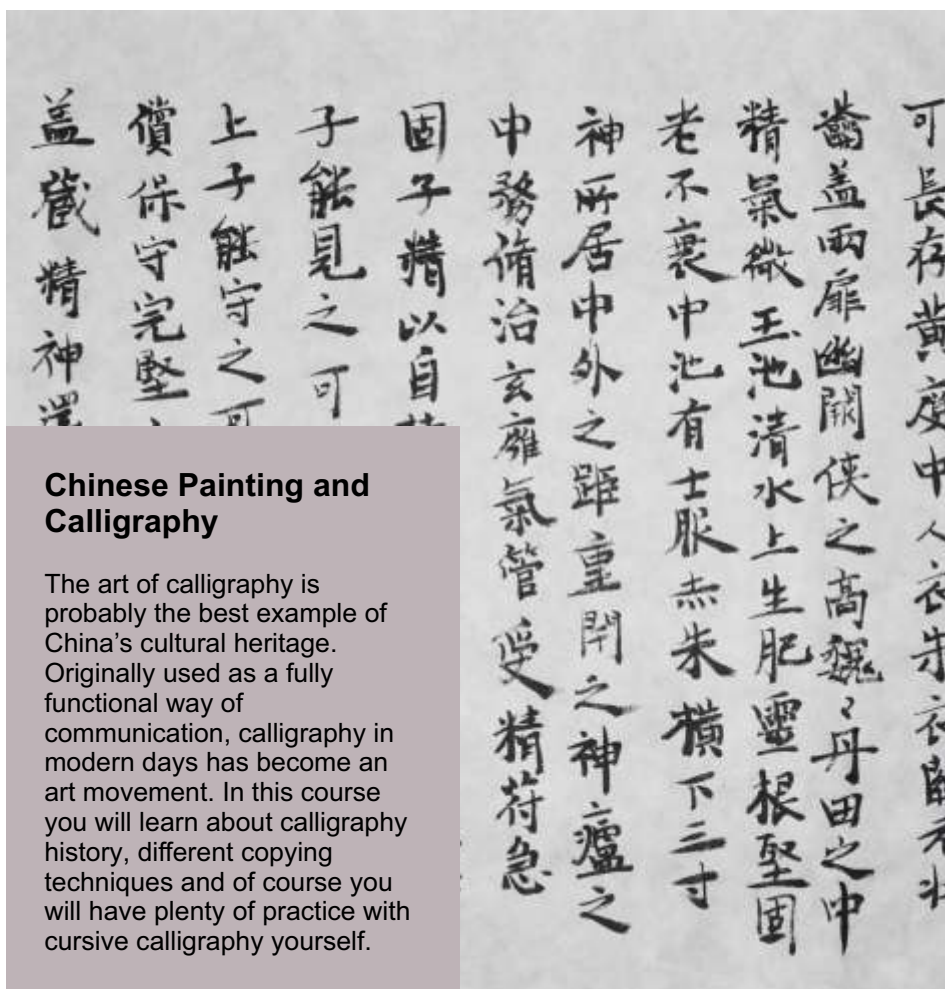 可長存黃庭中人衣朱衣
盖兩扉幽闕侠之高巍〻丹田之中
精氣微玉池清水上生肥靈根堅固
老不衰中池有士服赤朱橫下三寸
神所居中外之距重閉之神廬之
中務脩治玄廱氣管受精符急
固子精以自
子能見之可
上子能守之可
償保守完堅
盖藏精神還
Chinese Painting and
Calligraphy
The art of calligraphy is
probably the best example of
China’s cultural heritage.
Originally used as a fully
functional way of
communication, calligraphy in
modern days has become an
art movement. In this course
you will learn about calligraphy
history, different copying
techniques and of course you
will have plenty of practice with
cursive calligraphy yourself.